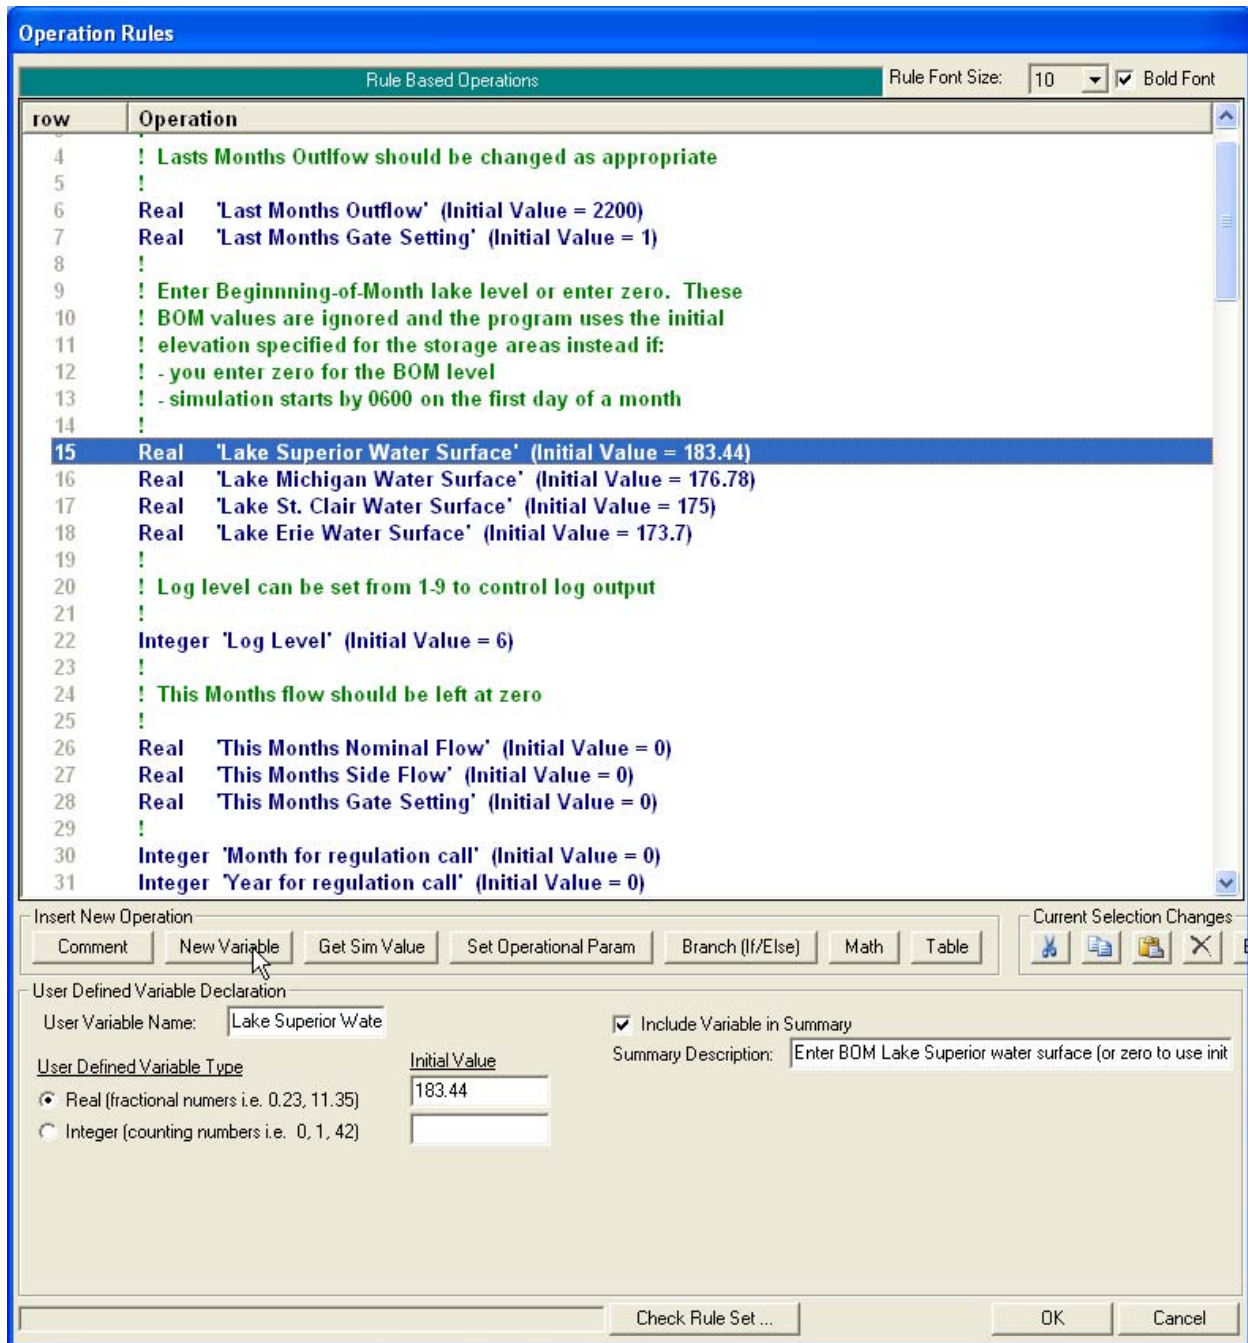 Operation Rules
Rule Based Operations Rule Font Size: 10 Bold Font
row Operation
4 ! Lasts Months Outlfow should be changed as appropriate
5 !
6 Real 'Last Months Outflow' (Initial Value = 2200)
7 Real 'Last Months Gate Setting' (Initial Value = 1)
8 !
9 ! Enter Beginnning-of-Month lake level or enter zero. These
10 ! BOM values are ignored and the program uses the initial
11 ! elevation specified for the storage areas instead if:
12 ! - you enter zero for the BOM level
13 ! - simulation starts by 0600 on the first day of a month
14 !
15 Real 'Lake Superior Water Surface' (Initial Value = 183.44)
16 Real 'Lake Michigan Water Surface' (Initial Value = 176.78)
17 Real 'Lake St. Clair Water Surface' (Initial Value = 175)
18 Real 'Lake Erie Water Surface' (Initial Value = 173.7)
19 !
20 ! Log level can be set from 1-9 to control log output
21 !
22 Integer 'Log Level' (Initial Value = 6)
23 !
24 ! This Months flow should be left at zero
25 !
26 Real 'This Months Nominal Flow' (Initial Value = 0)
27 Real 'This Months Side Flow' (Initial Value = 0)
28 Real 'This Months Gate Setting' (Initial Value = 0)
29 !
30 Integer 'Month for regulation call' (Initial Value = 0)
31 Integer 'Year for regulation call' (Initial Value = 0)
Insert New Operation Current Selection Changes
Comment New Variable Get Sim Value Set Operational Param Branch (If/Else) Math Table
User Defined Variable Declaration
User Variable Name: Lake Superior Wate Include Variable in Summary
Summary Description: Enter BOM Lake Superior water surface (or zero to use init
User Defined Variable Type Initial Value
Real (fractional numers i.e. 0.23, 11.35) 183.44
Integer (counting numbers i.e. 0, 1, 42)
Check Rule Set ... OK Cancel